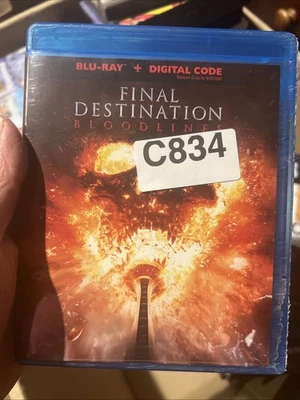 BLU-RAY + DIGITAL CODE
FINAL
DESTINATION
BLOODLINES
C834